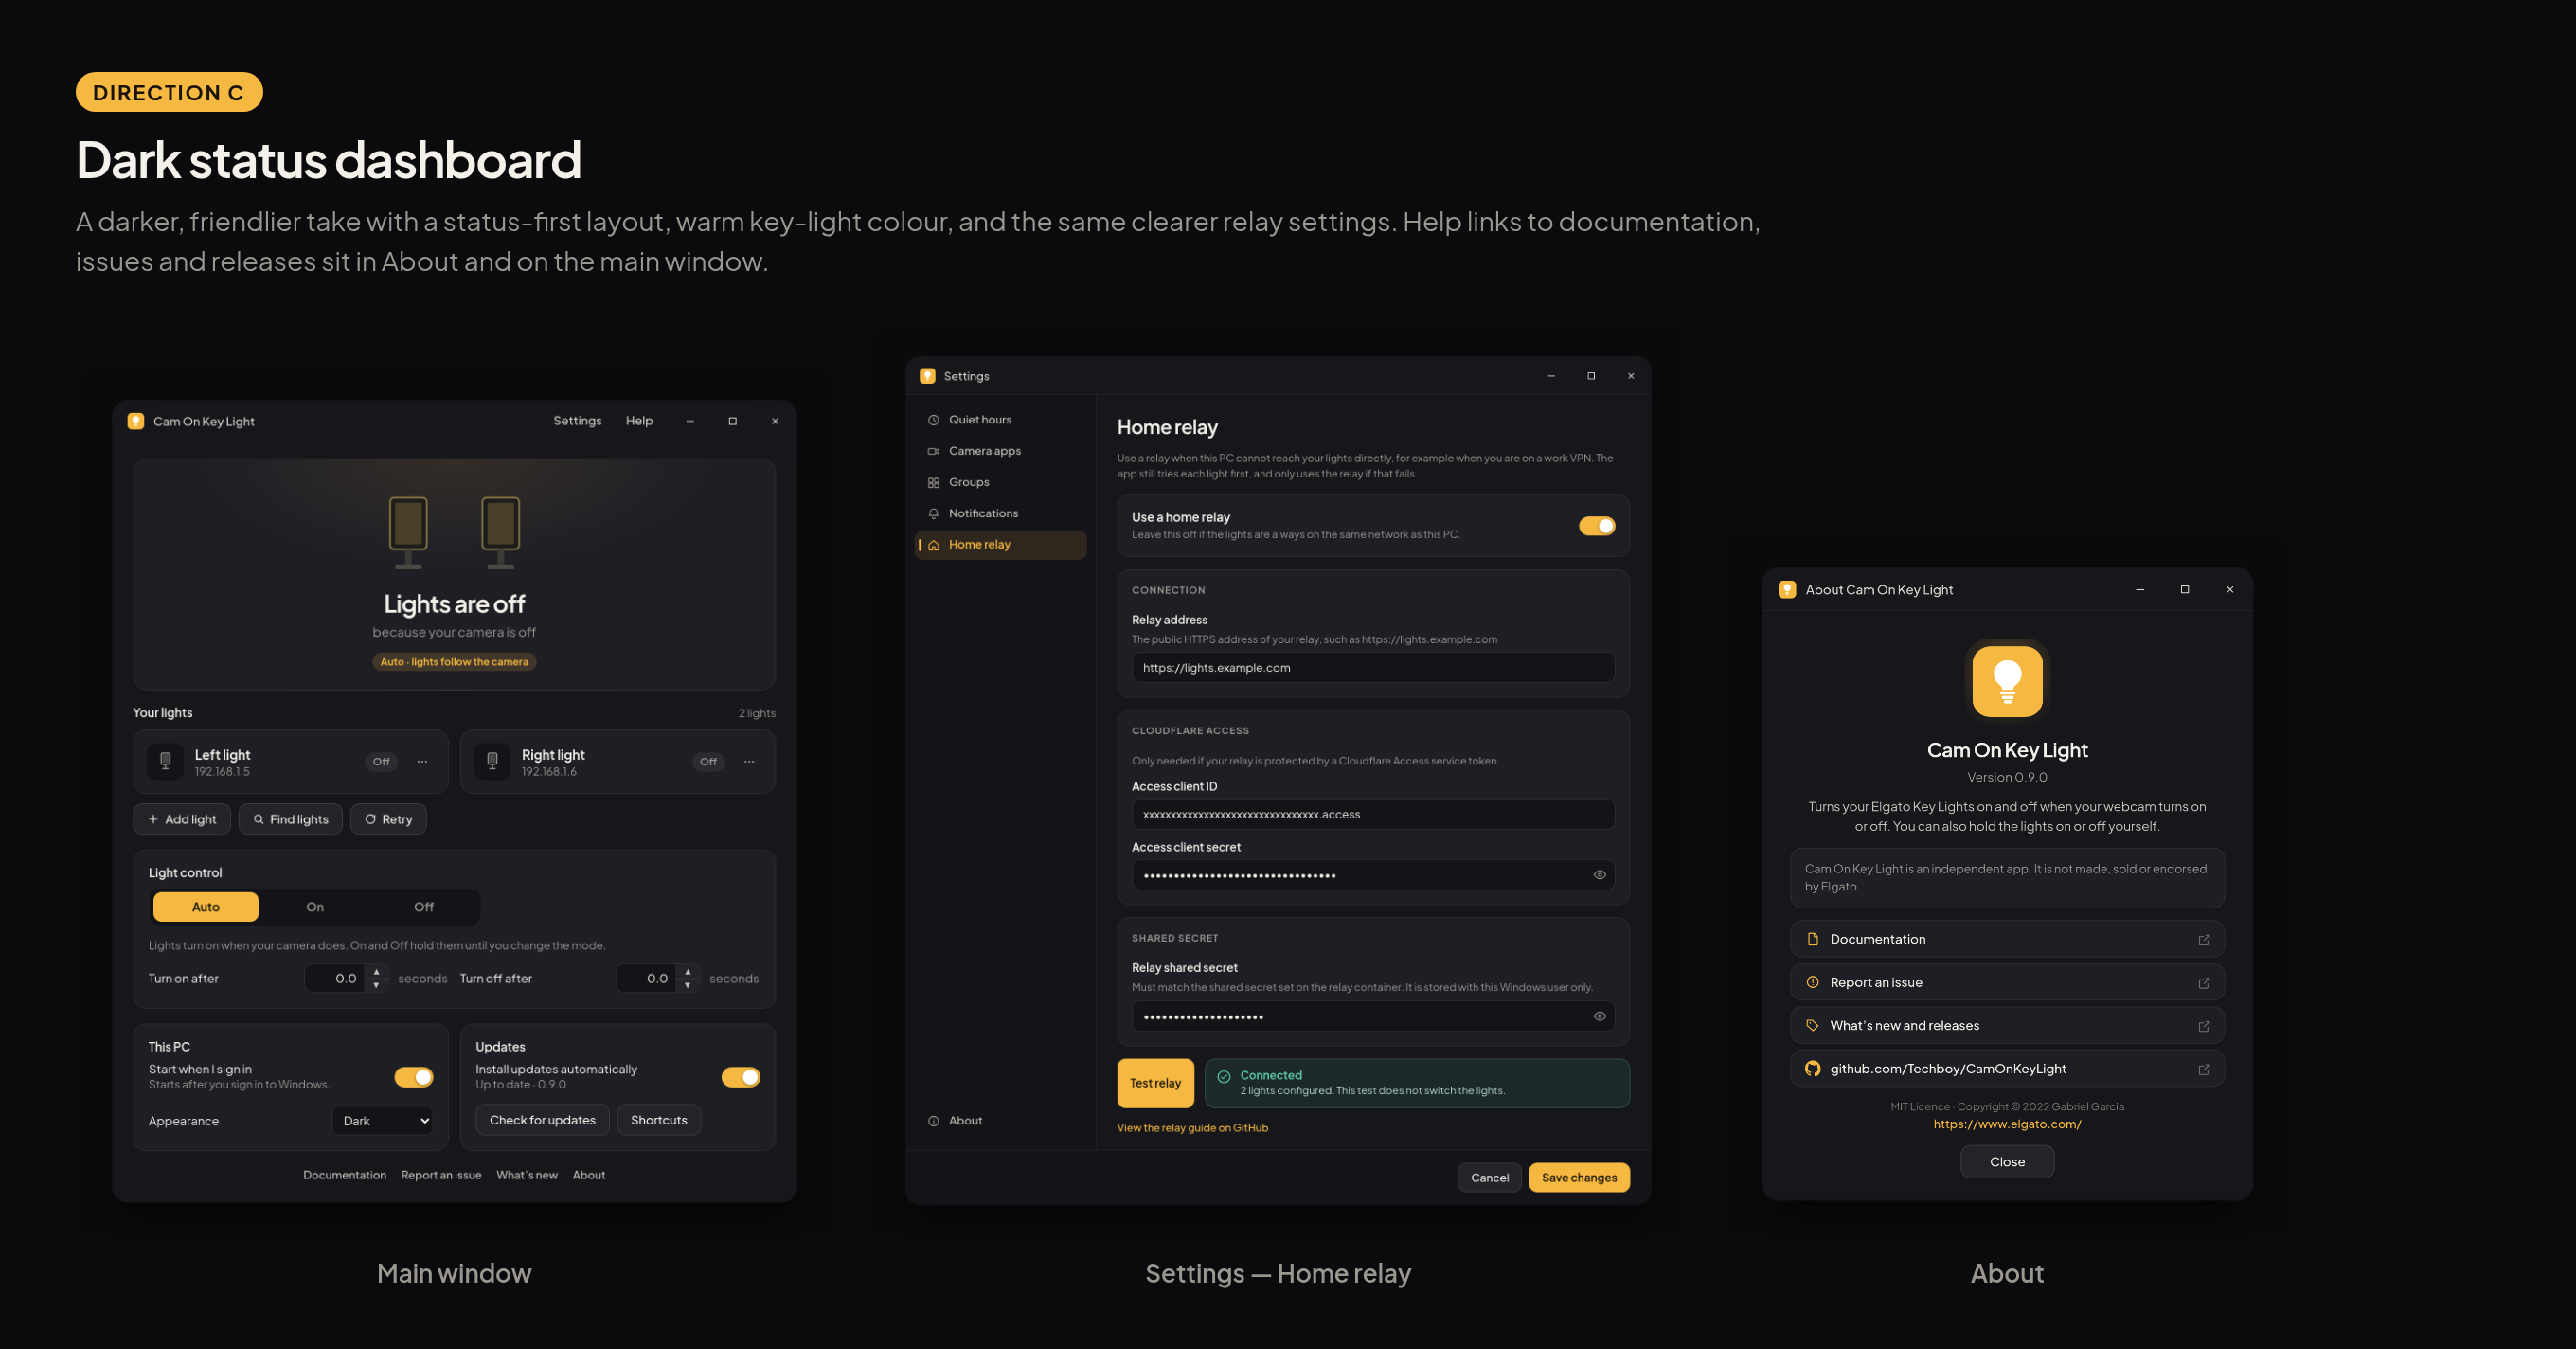 DIRECTION C
Dark status dashboard
A darker, friendlier take with a status-first layout, warm key-light colour, and the same clearer relay settings. Help links to documentation,
issues and releases sit in About and on the main window.
Cam On Key Light
Settings
Help
Lights are off
because your camera is off
Auto · lights follow the camera
Your lights
2 lights
Left light
192.168.1.5
Off
Right light
192.168.1.6
Off
Add light
Find lights
Retry
Light control
Auto
On
Off
Lights turn on when your camera does. On and Off hold them until you change the mode.
Turn on after
0.0
seconds
Turn off after
0.0
seconds
This PC
Start when I sign in
Starts after you sign in to Windows.
Appearance
Dark
Updates
Install updates automatically
Up to date · 0.9.0
Check for updates
Shortcuts
Documentation
Report an issue
What's new
About
Main window
Settings
Quiet hours
Camera apps
Groups
Notifications
Home relay
About
Home relay
Use a relay when this PC cannot reach your lights directly, for example when you are on a work VPN. The
app still tries each light first, and only uses the relay if that fails.
Use a home relay
Leave this off if the lights are always on the same network as this PC.
CONNECTION
Relay address
The public HTTPS address of your relay, such as https://lights.example.com
https://lights.example.com
CLOUDFLARE ACCESS
Only needed if your relay is protected by a Cloudflare Access service token.
Access client ID
xxxxxxxxxxxxxxxxxxxxxxxxxxxxxxxx.access
Access client secret
••••••••••••••••••••••••••••••••
SHARED SECRET
Relay shared secret
Must match the shared secret set on the relay container. It is stored with this Windows user only.
••••••••••••••••••••
Test relay
Connected
2 lights configured. This test does not switch the lights.
View the relay guide on GitHub
Cancel
Save changes
Settings — Home relay
About Cam On Key Light
Cam On Key Light
Version 0.9.0
Turns your Elgato Key Lights on and off when your webcam turns on
or off. You can also hold the lights on or off yourself.
Cam On Key Light is an independent app. It is not made, sold or endorsed
by Elgato.
Documentation
Report an issue
What's new and releases
github.com/Techboy/CamOnKeyLight
MIT Licence · Copyright © 2022 Gabriel Garcia
https://www.elgato.com/
Close
About